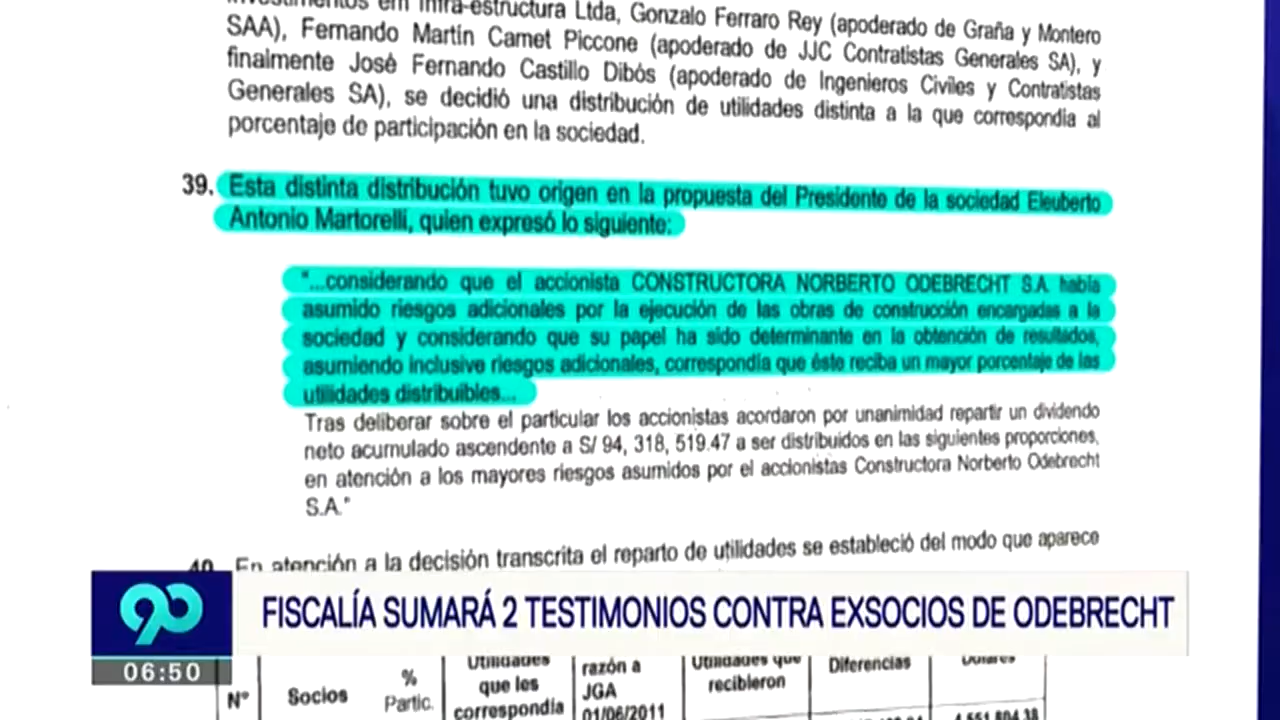 Infra-estructura Ltda, Gonzalo Ferraro Rey (apoderado de Graña y Montero
SAA), Fernando Martín Camet Piccone (apoderado de JJC Contratistas Generales SA), y
finalmente José Fernando Castillo Dibós (apoderado de Ingenieros Civiles y Contratistas
Generales SA), se decidió una distribución de utilidades distinta a la que correspondía al
porcentaje de participación en la sociedad.
39. Esta distinta distribución tuvo origen en la propuesta del Presidente de la sociedad Eleuberto
Antonio Martorelli, quien expresó lo siguiente:
"...considerando que el accionista CONSTRUCTORA NORBERTO ODEBRECHT S.A. había
asumido riesgos adicionales por la ejecución de las obras de construcción encargadas a la
sociedad y considerando que su papel ha sido determinante en la obtención de resultados,
asumiendo inclusive riesgos adicionales, correspondía que éste reciba un mayor porcentaje de las
utilidades distribuibles...
Tras deliberar sobre el particular los accionistas acordaron por unanimidad repartir un dividendo
neto acumulado ascendente a S/ 94, 318, 519.47 a ser distribuidos en las siguientes proporciones,
en atención a los mayores riesgos asumidos por el accionistas Constructora Norberto Odebrecht
S.A."
40. En atención a la decisión transcrita el reparto de utilidades se estableció del modo que aparece
90
FISCALÍA SUMARÁ 2 TESTIMONIOS CONTRA EXSOCIOS DE ODEBRECHT
06:50
N° Socios % Partic. Utilidades que les correspondía razón a JGA 01/06/2011 Utilidades que recibieron Diferencias Dólares